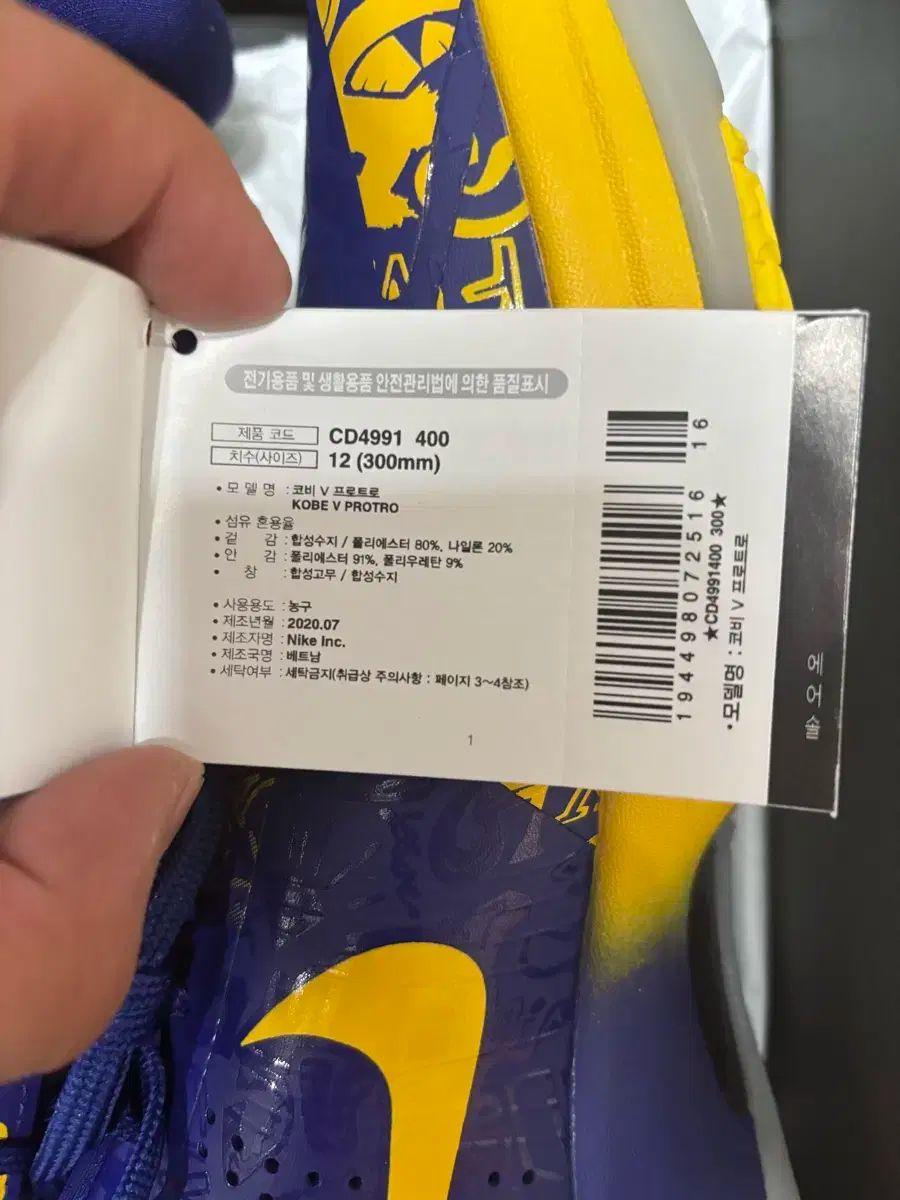 전기용품 및 생활용품 안전관리법에 의한 품질표시
제품 코드 CD4991 400
치수(사이즈) 12 (300mm)
• 모 델 명 : 코비 V 프로트로
KOBE V PROTRO
• 섬유 혼용율
• 겉 감 : 합성수지 / 폴리에스터 80%, 나일론 20%
• 안 감 : 폴리에스터 91%, 폴리우레탄 9%
• 창 : 합성고무 / 합성수지
• 사용용도 : 농구
• 제조년월 : 2020.07
• 제조자명 : Nike Inc.
• 제조국명 : 베트남
• 세탁여부 : 세탁금지(취급상 주의사항 : 페이지 3~4참조)
1
16
194498072516
★CD4991400 300★
•모델명 : 코비 V 프로트로
에어솔